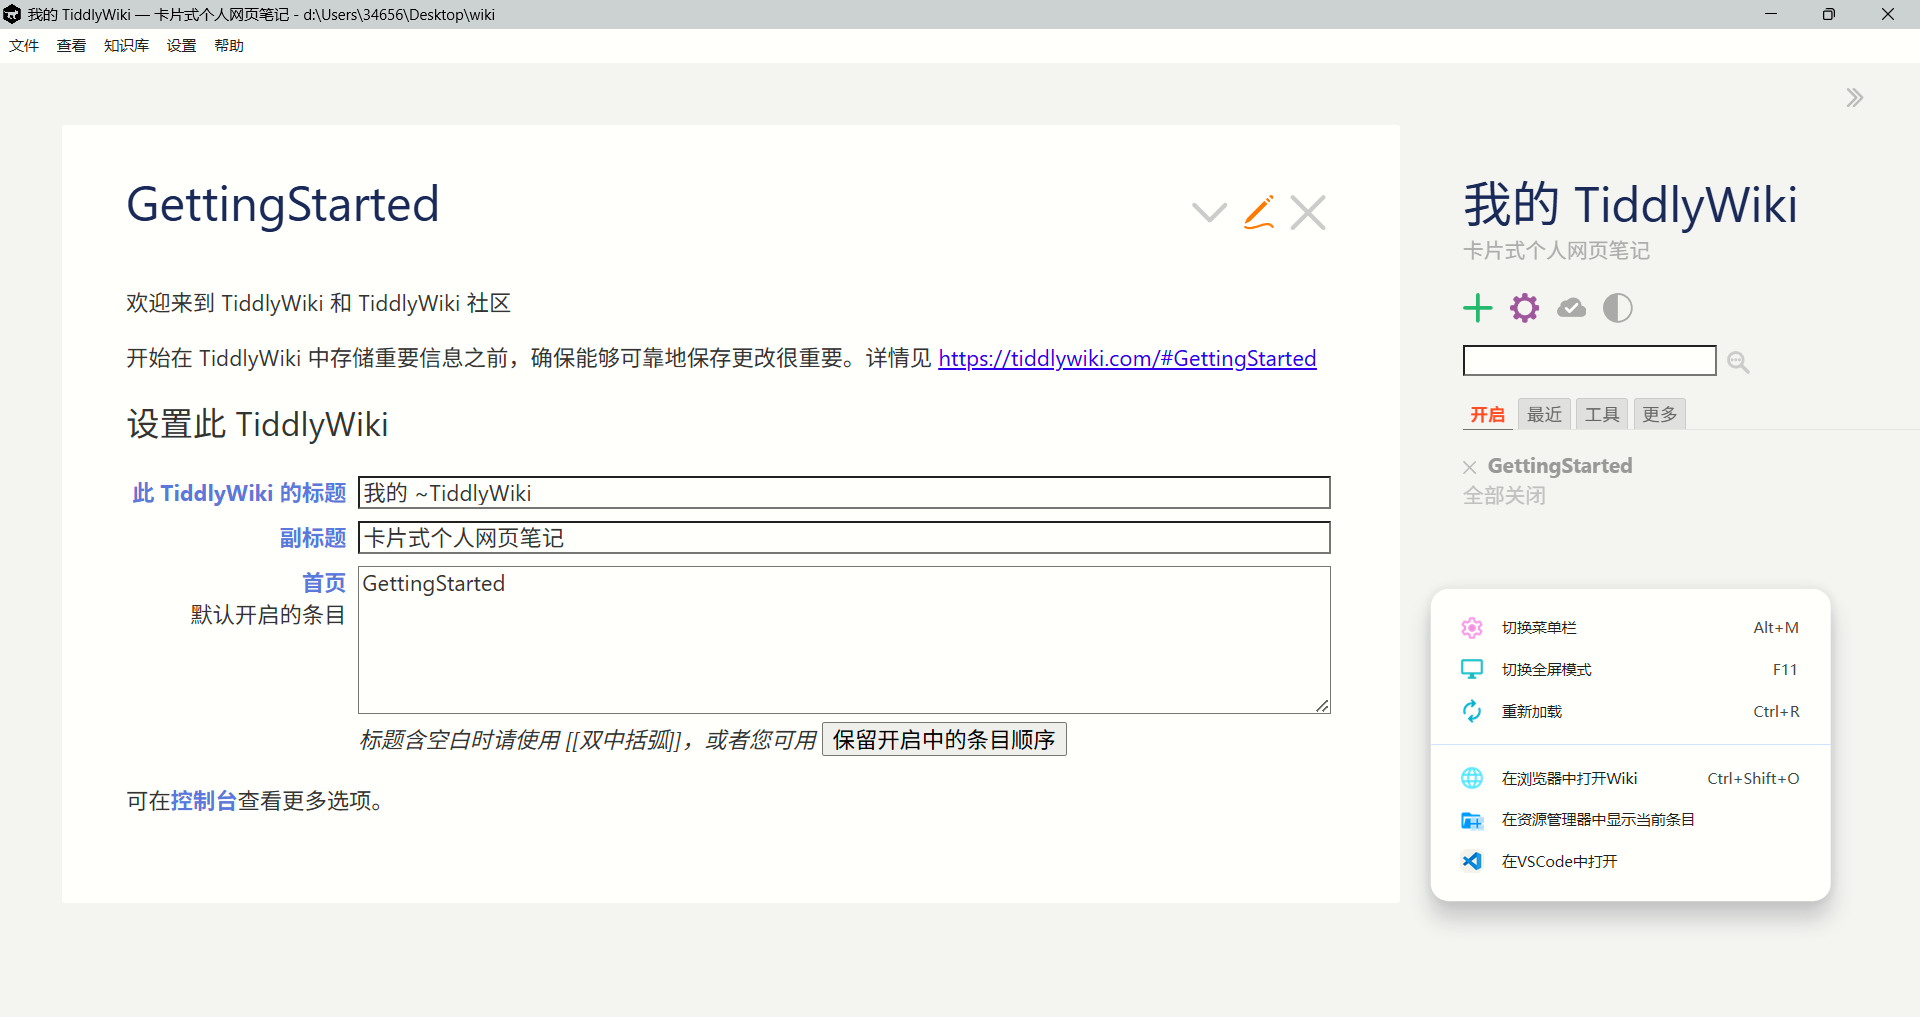 我的 TiddlyWiki — 卡片式个人网页笔记 - d:\Users\34656\Desktop\wiki
文件 查看 知识库 设置 帮助
GettingStarted
欢迎来到 TiddlyWiki 和 TiddlyWiki 社区
开始在 TiddlyWiki 中存储重要信息之前，确保能够可靠地保存更改很重要。详情见 https://tiddlywiki.com/#GettingStarted
设置此 TiddlyWiki
此 TiddlyWiki 的标题 我的 ~TiddlyWiki
副标题 卡片式个人网页笔记
首页 GettingStarted
默认开启的条目
标题含空白时请使用 [[双中括弧]]，或者您可用 保留开启中的条目顺序
可在控制台查看更多选项。
我的 TiddlyWiki
卡片式个人网页笔记
开启 最近 工具 更多
GettingStarted
全部关闭
切换菜单栏 Alt+M
切换全屏模式 F11
重新加载 Ctrl+R
在浏览器中打开Wiki Ctrl+Shift+O
在资源管理器中显示当前条目
在VSCode中打开